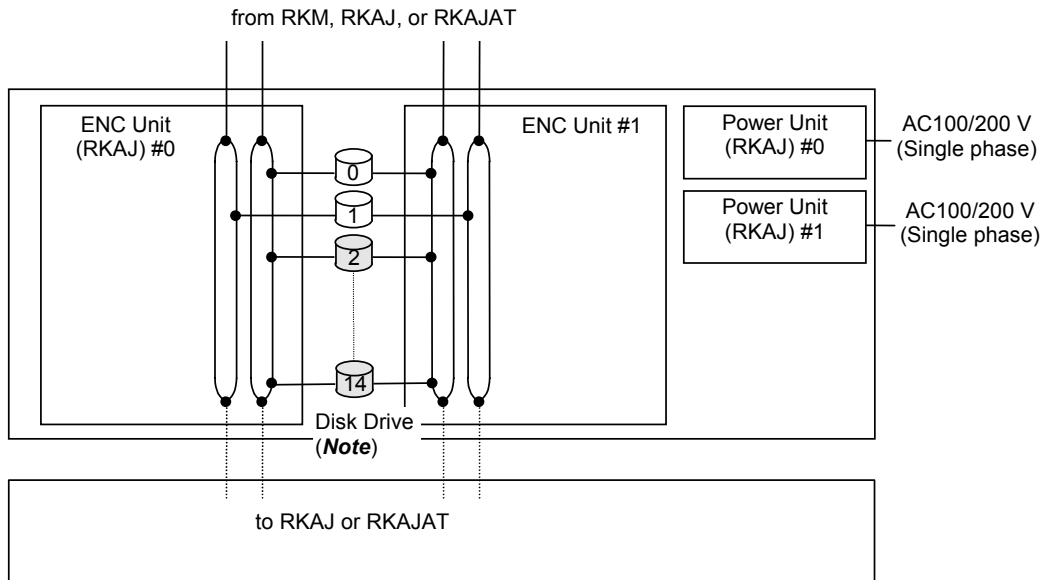 from RKM, RKAJ, or RKAJAT
ENC Unit
(RKAJ) #0
ENC Unit #1
Power Unit
(RKAJ) #0
AC100/200 V
(Single phase)
Power Unit
(RKAJ) #1
AC100/200 V
(Single phase)
0
1
2
14
Disk Drive
(Note)
to RKAJ or RKAJAT